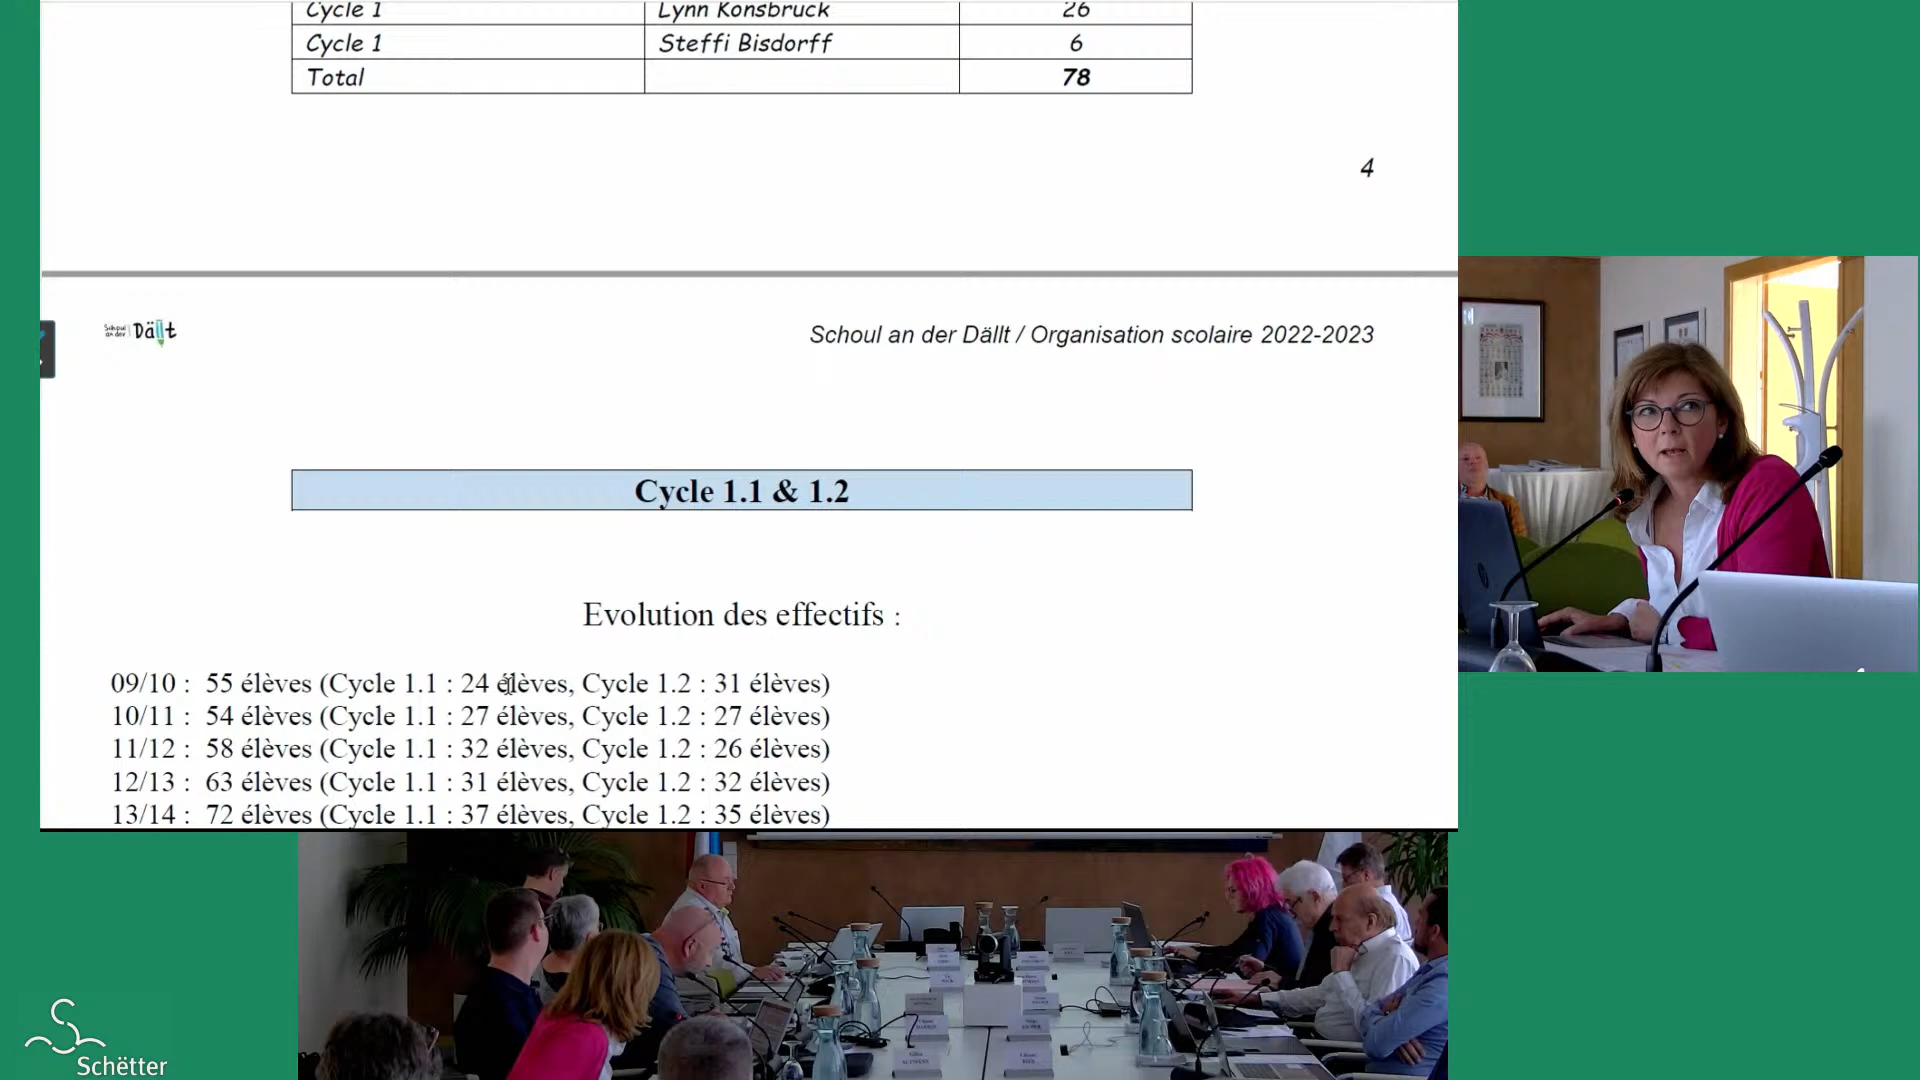 Cycle 1 Lynn Konsbruck 26
Cycle 1 Steffi Bisdorff 6
Total 78
4
Schoul an der Dällt
Schoul an der Dällt / Organisation scolaire 2022-2023
Cycle 1.1 & 1.2
Evolution des effectifs :
09/10 : 55 élèves (Cycle 1.1 : 24 élèves, Cycle 1.2 : 31 élèves)
10/11 : 54 élèves (Cycle 1.1 : 27 élèves, Cycle 1.2 : 27 élèves)
11/12 : 58 élèves (Cycle 1.1 : 32 élèves, Cycle 1.2 : 26 élèves)
12/13 : 63 élèves (Cycle 1.1 : 31 élèves, Cycle 1.2 : 32 élèves)
13/14 : 72 élèves (Cycle 1.1 : 37 élèves, Cycle 1.2 : 35 élèves)
Schëtter